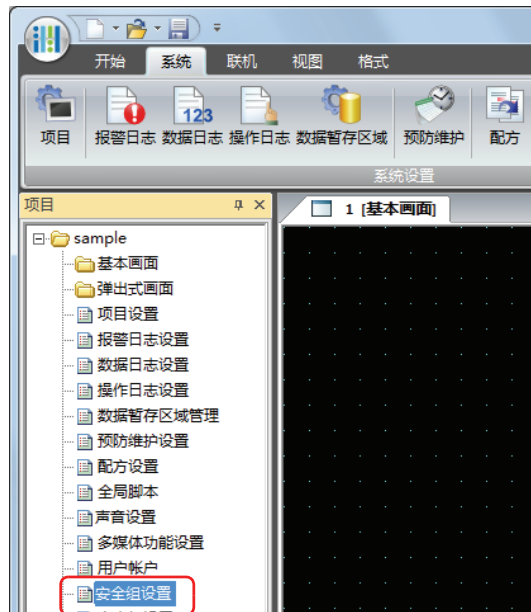 开始 系统 联机 视图 格式
项目 报警日志 数据日志 操作日志 数据暂存区域 预防维护 配方
123
系统设置
项目
1 [基本画面]
sample
基本画面
弹出式画面
项目设置
报警日志设置
数据日志设置
操作日志设置
数据暂存区域管理
预防维护设置
配方设置
全局脚本
声音设置
多媒体功能设置
用户帐户
安全组设置